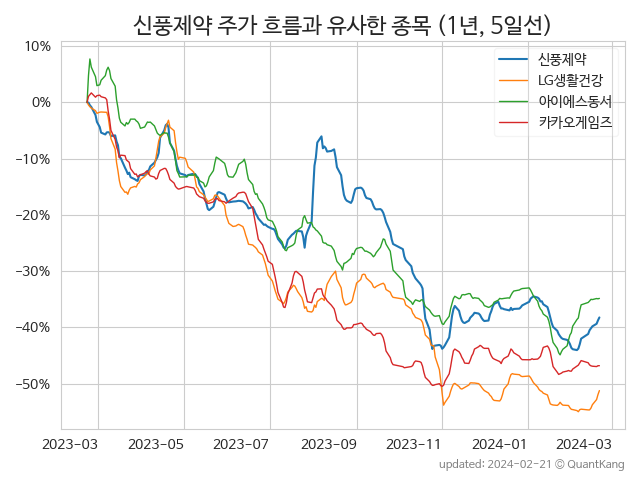 신풍제약 주가 흐름과 유사한 종목 (1년, 5일선)
10%
0%
−10%
−20%
−30%
−40%
−50%
신풍제약
LG생활건강
아이에스동서
카카오게임즈
2023-03 2023-05 2023-07 2023-09 2023-11 2024-01 2024-03
updated: 2024-02-21 © QuantKang